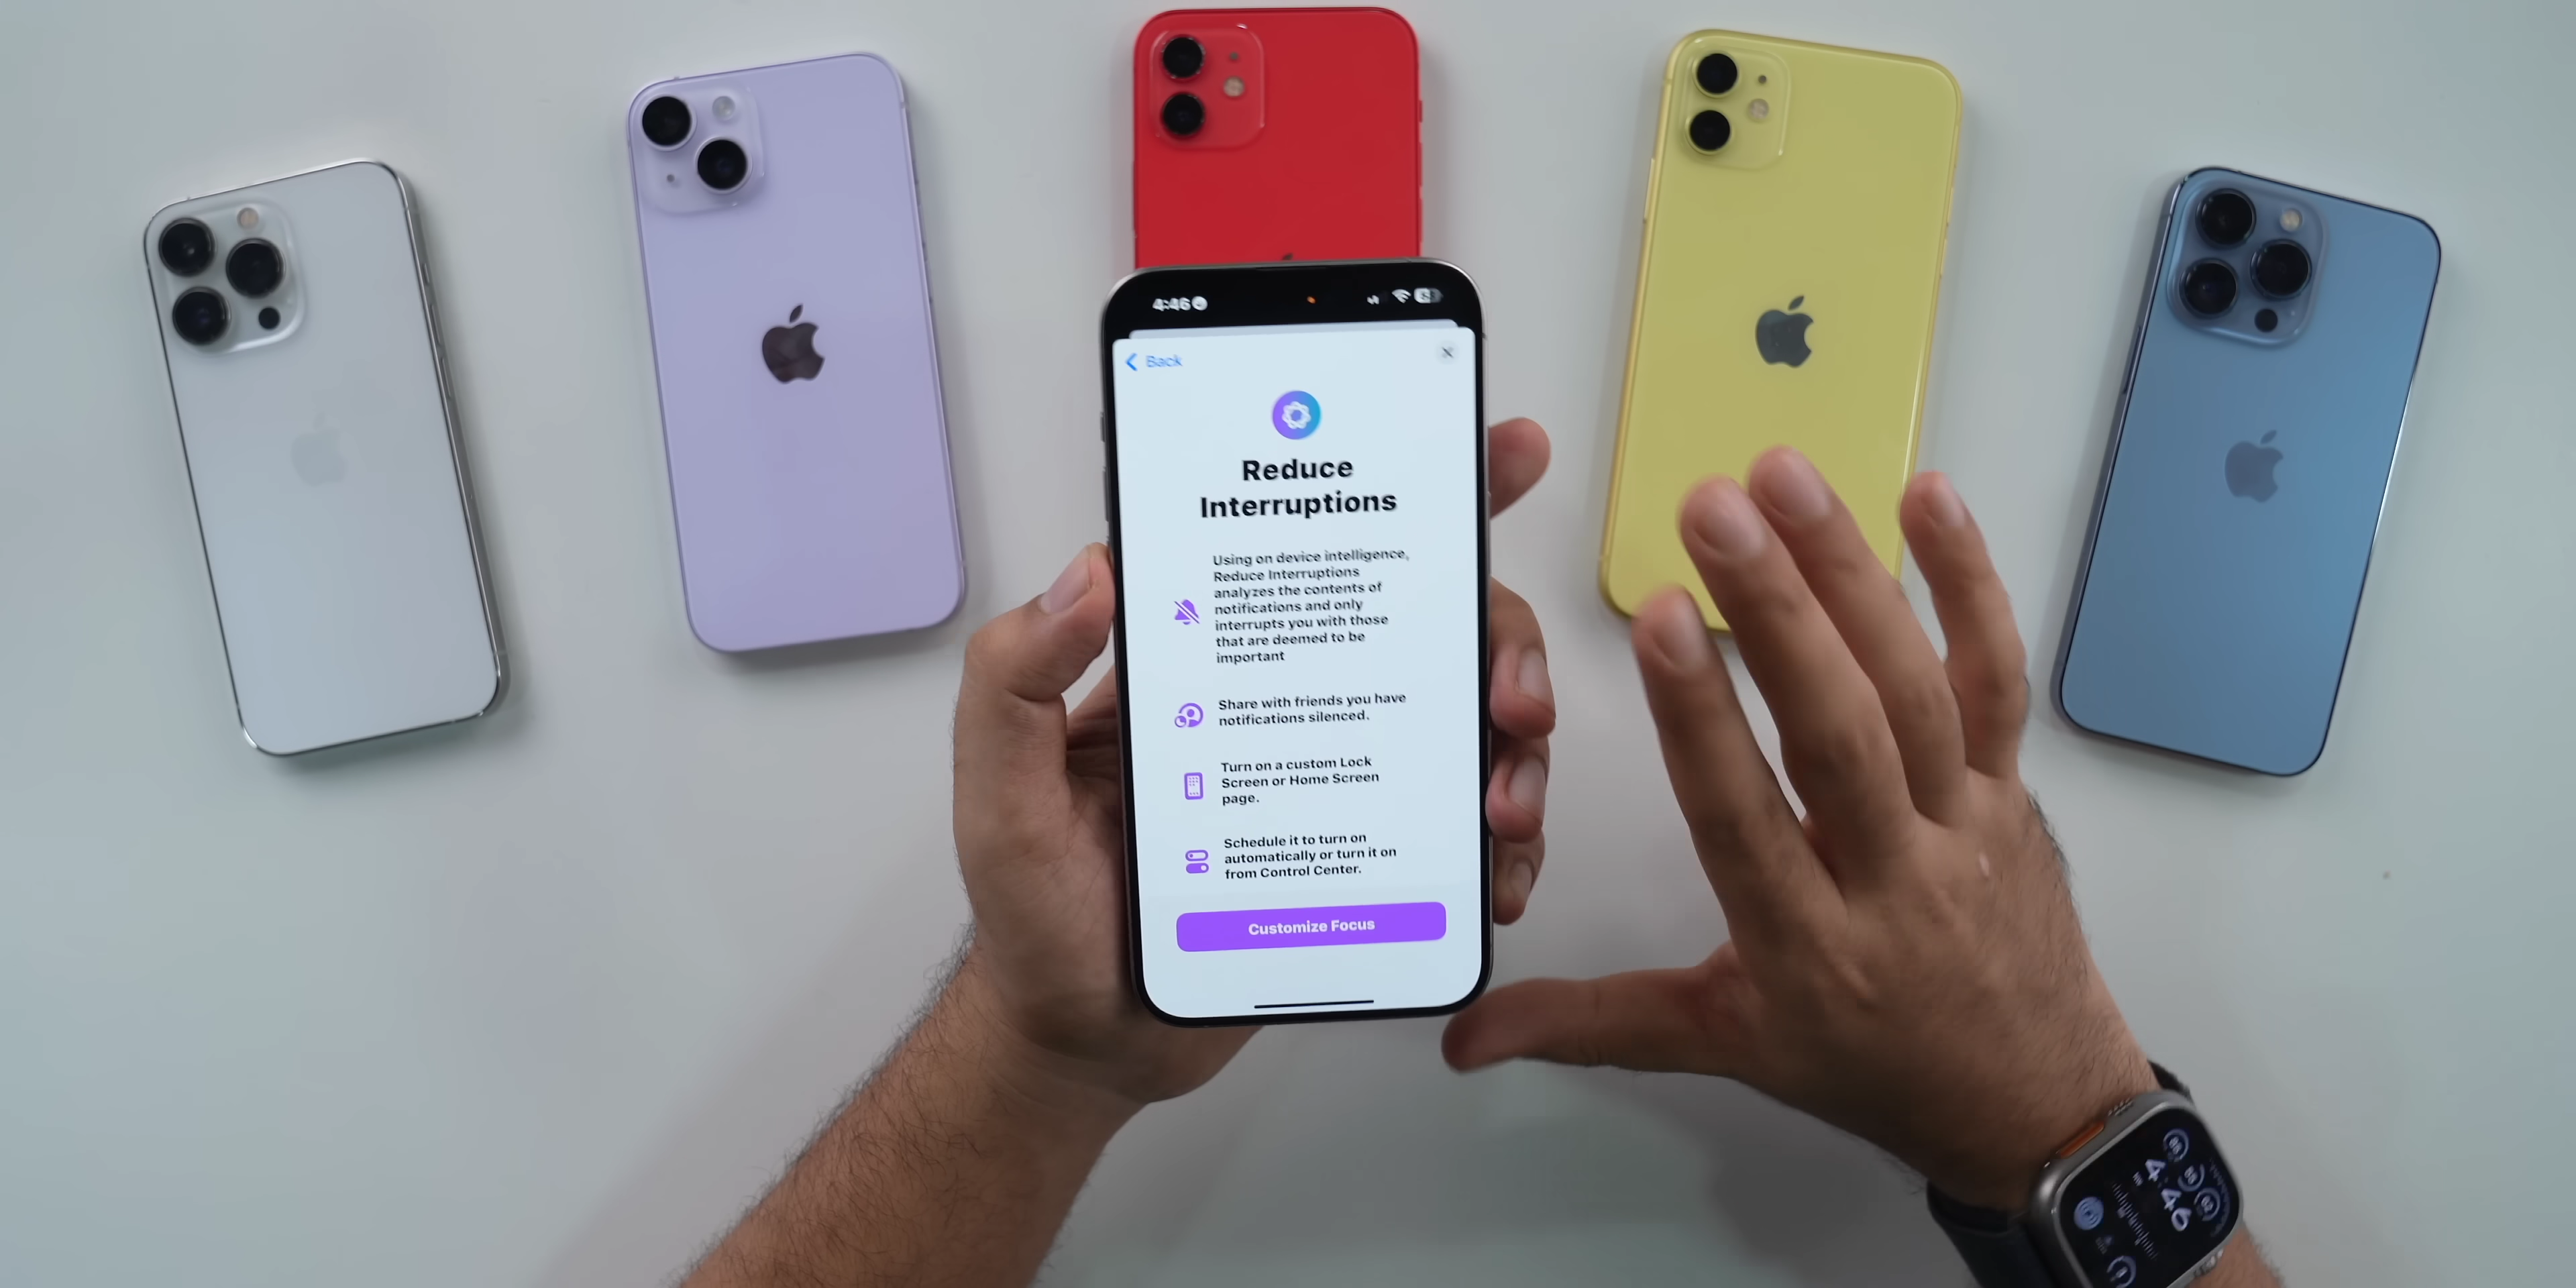 4:46
Back
Reduce
Interruptions
Using on device intelligence,
Reduce Interruptions
analyzes the contents of
notifications and only
interrupts you with those
that are deemed to be
important
Share with friends you have
notifications silenced.
Turn on a custom Lock
Screen or Home Screen
page.
Schedule it to turn on
automatically or turn it on
from Control Center.
Customize Focus
4:46